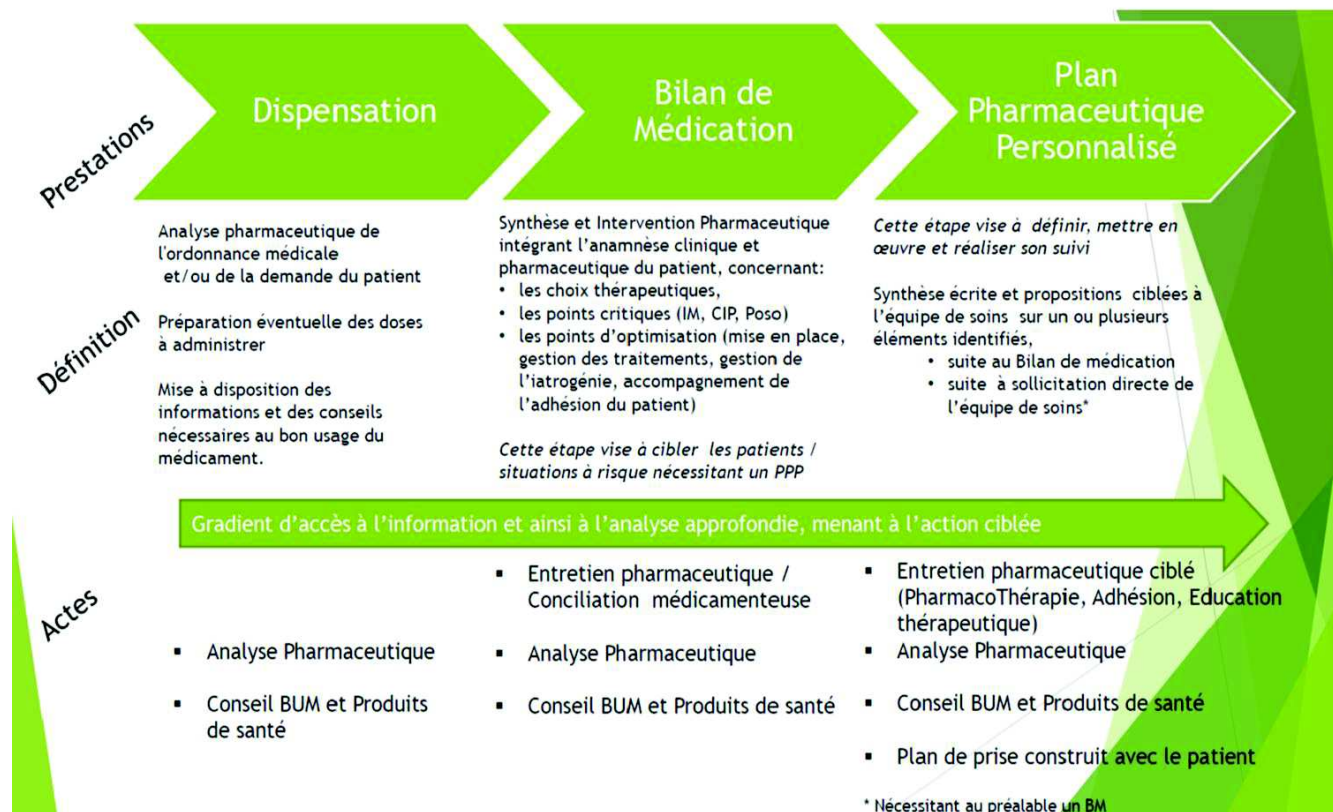 Prestations
Dispensation
Bilan de
Médication
Plan
Pharmaceutique
Personnalisé
Définition
Analyse pharmaceutique de
l'ordonnance médicale
et/ou de la demande du patient
Préparation éventuelle des doses
à administrer
Mise à disposition des
informations et des conseils
nécessaires au bon usage du
médicament.
Synthèse et Intervention Pharmaceutique
intégrant l'anamnèse clinique et
pharmaceutique du patient, concernant:
• les choix thérapeutiques,
• les points critiques (IM, CIP, Poso)
• les points d'optimisation (mise en place,
gestion des traitements, gestion de
l'iatrogénie, accompagnement de
l'adhésion du patient)
Cette étape vise à cibler les patients /
situations à risque nécessitant un PPP
Cette étape vise à définir, mettre en
œuvre et réaliser son suivi
Synthèse écrite et propositions ciblées à
l'équipe de soins sur un ou plusieurs
éléments identifiés,
• suite au Bilan de médication
• suite à sollicitation directe de
l'équipe de soins*
Gradient d'accès à l'information et ainsi à l'analyse approfondie, menant à l'action ciblée
Actes
▪ Analyse Pharmaceutique
▪ Conseil BUM et Produits
de santé
▪ Entretien pharmaceutique /
Conciliation médicamenteuse
▪ Analyse Pharmaceutique
▪ Conseil BUM et Produits de santé
▪ Entretien pharmaceutique ciblé
(PharmacoThérapie, Adhésion, Education
thérapeutique)
▪ Analyse Pharmaceutique
▪ Conseil BUM et Produits de santé
▪ Plan de prise construit avec le patient
* Nécessitant au préalable un BM